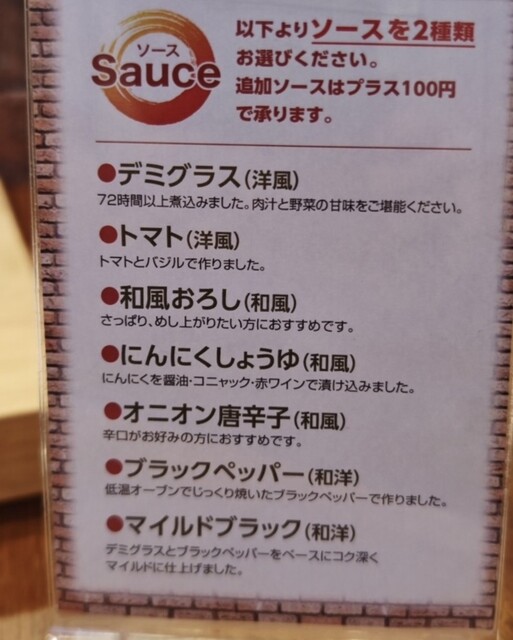 ソース
Sauce
以下よりソースを2種類
お選びください。
追加ソースはプラス100円
で承ります。
●デミグラス(洋風)
72時間以上煮込みました。肉汁と野菜の甘味をご堪能ください。
●トマト(洋風)
トマトとバジルで作りました。
●和風おろし(和風)
さっぱり、めし上がりたい方におすすめです。
●にんにくしょうゆ(和風)
にんにくを醤油・コニャック・赤ワインで漬け込みました。
●オニオン唐辛子(和風)
辛口がお好みの方におすすめです。
●ブラックペッパー(和洋)
低温オーブンでじっくり焼いたブラックペッパーで作りました。
●マイルドブラック(和洋)
デミグラスとブラックペッパーをベースにコク深く
マイルドに仕上げました。